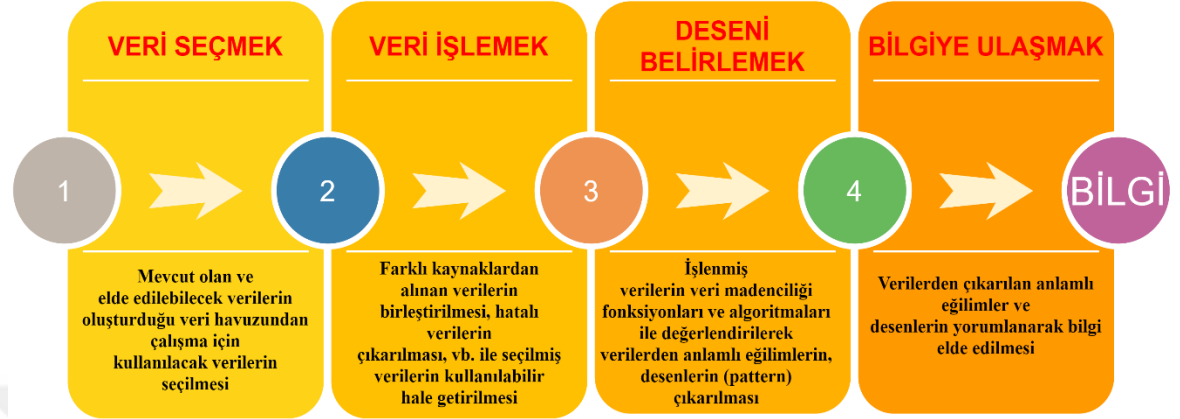 VERİ SEÇMEK
VERİ İŞLEMEK
DESENİ
BELİRLEMEK
BİLGİYE ULAŞMAK
1
2
3
4
BİLGİ
Mevcut olan ve
elde edilebilecek verilerin
oluşturduğu veri havuzundan
çalışma için
kullanılacak verilerin
seçilmesi
Farklı kaynaklardan
alınan verilerin
birleştirilmesi, hatalı
verilerin
çıkarılması, vb. ile seçilmiş
verilerin kullanılabilir
hale getirilmesi
İşlenmiş
verilerin veri madenciliği
fonksiyonları ve algoritmaları
ile değerlendirilerek
verilerden anlamlı eğilimlerin,
desenlerin (pattern)
çıkarılması
Verilerden çıkarılan anlamlı
eğilimler ve
desenlerin yorumlanarak bilgi
elde edilmesi